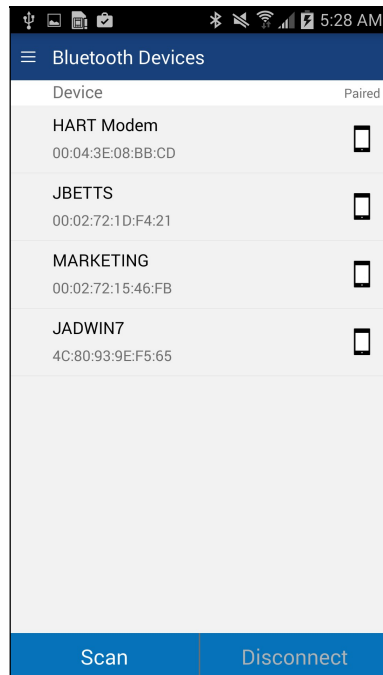 5:28 AM
Bluetooth Devices
Device Paired
HART Modem
00:04:3E:08:BB:CD
JBETTS
00:02:72:1D:F4:21
MARKETING
00:02:72:15:46:FB
JADWIN7
4C:80:93:9E:F5:65
Scan Disconnect